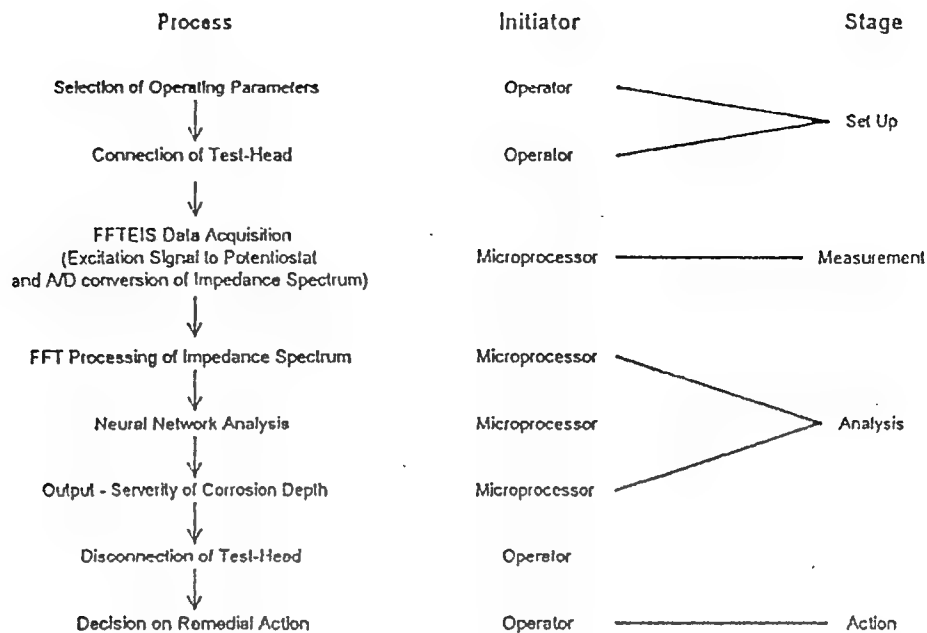 Process Initiator Stage
Selection of Operating Parameters Operator
Set Up
Connection of Test-Head Operator
FFTEIS Data Acquisition
(Excitation Signal to Potentiostat Microprocessor Measurement
and A/D conversion of Impedance Spectrum)
FFT Processing of Impedance Spectrum Microprocessor
Neural Network Analysis Microprocessor Analysis
Output - Serverity of Corrosion Depth Microprocessor
Disconnection of Test-Head Operator
Decision on Remedial Action Operator Action